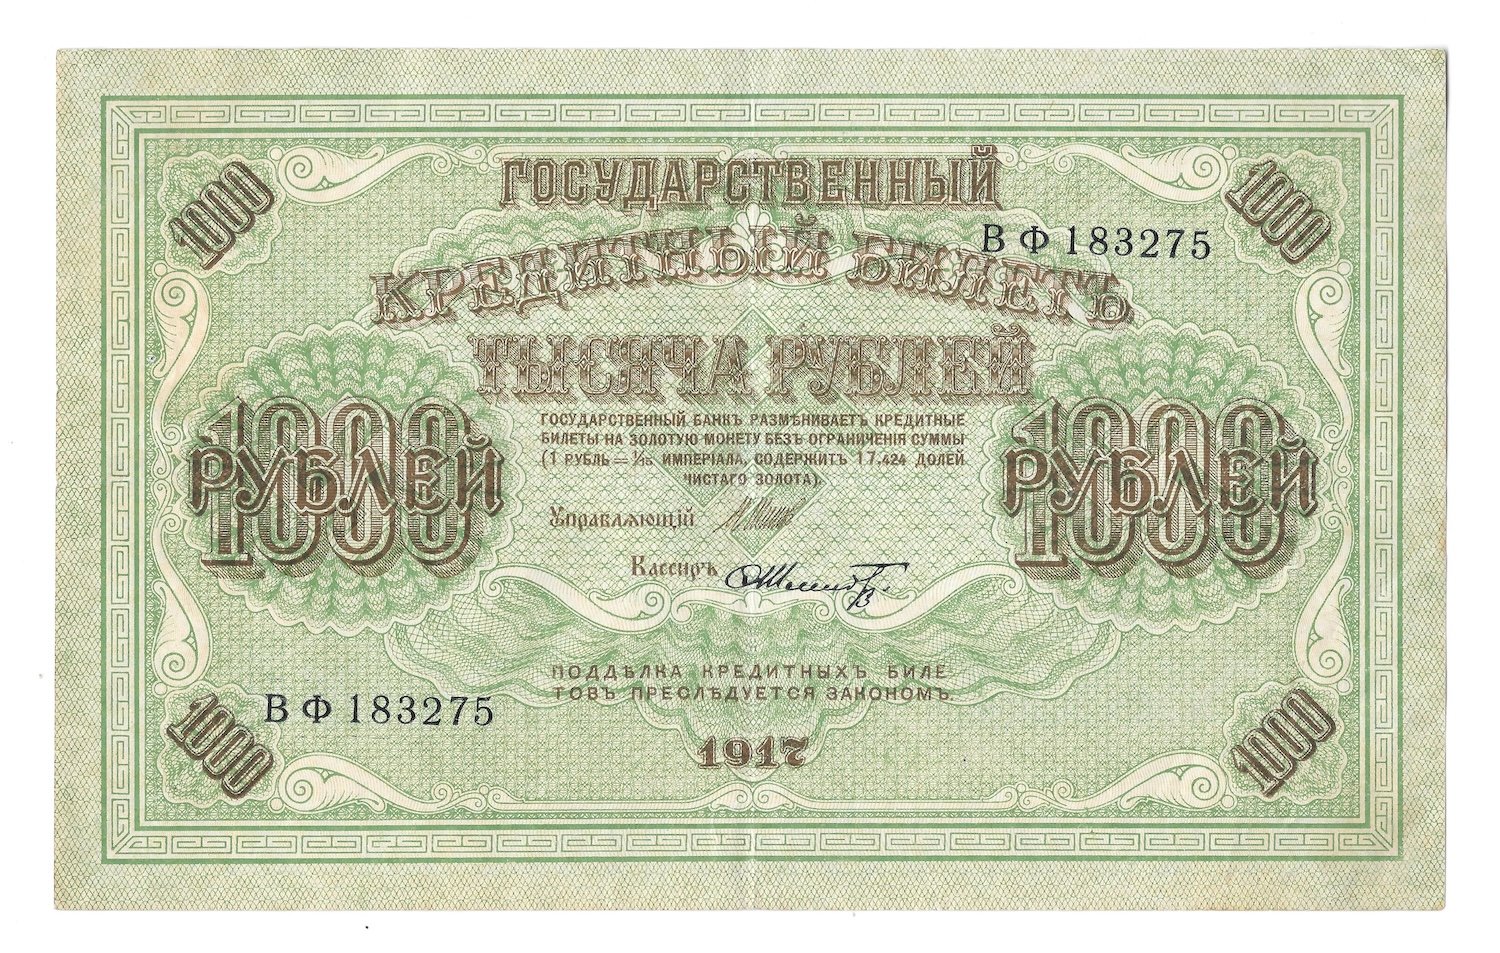 1000
1000
ГОСУДАРСТВЕННЫЙ
КРЕДИТНЫЙ БИЛЕТЪ
ВФ 183275
ТЫСЯЧА РУБЛЕЙ
ГОСУДАРСТВЕННЫЙ БАНКЪ РАЗМѢНИВАЕТЪ КРЕДИТНЫЕ
БИЛЕТЫ НА ЗОЛОТУЮ МОНЕТУ БЕЗЪ ОГРАНИЧЕНІЯ СУММЫ
(1 РУБЛЬ = 1/15 ИМПЕРІАЛА, СОДЕРЖИТЪ 17.424 ДОЛЕЙ
ЧИСТАГО ЗОЛОТА).
1000
РУБЛЕЙ
1000
РУБЛЕЙ
Управляющій
Кассиръ
ПОДДѢЛКА КРЕДИТНЫХЪ БИЛЕ
ТОВЪ ПРЕСЛѢДУЕТСЯ ЗАКОНОМЪ.
ВФ 183275
1917
1000
1000